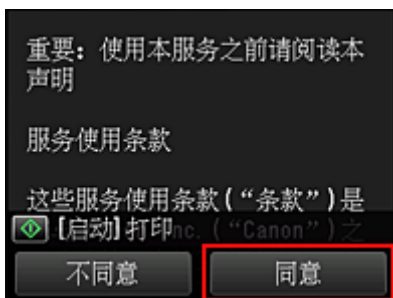 重要：使用本服务之前请阅读本
声明
服务使用条款
这些服务使用条款(“条款”)是
[启动]打印nc. (“Canon”)之
不同意
同意